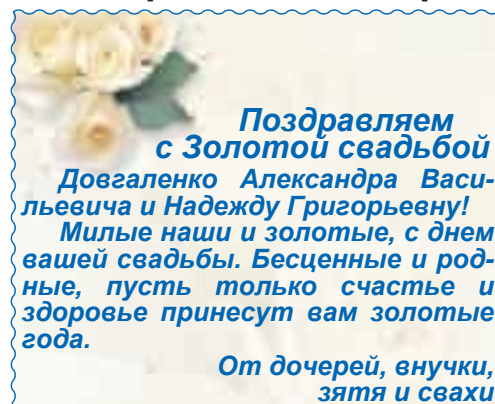 Поздравляем
с Золотой свадьбой
Довгаленко Александра Васи-
льевича и Надежду Григорьевну!
Милые наши и золотые, с днем
вашей свадьбы. Бесценные и род-
ные, пусть только счастье и
здоровье принесут вам золотые
года.
От дочерей, внучки,
зятя и свахи